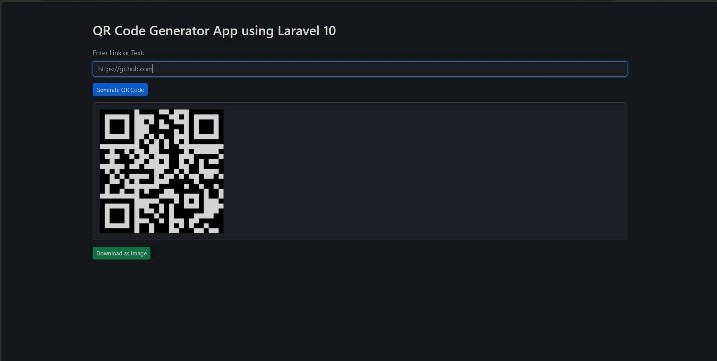 QR Code Generator App using Laravel 10
Enter Link or Text:
https://github.com
Generate QR Code
Download as Image